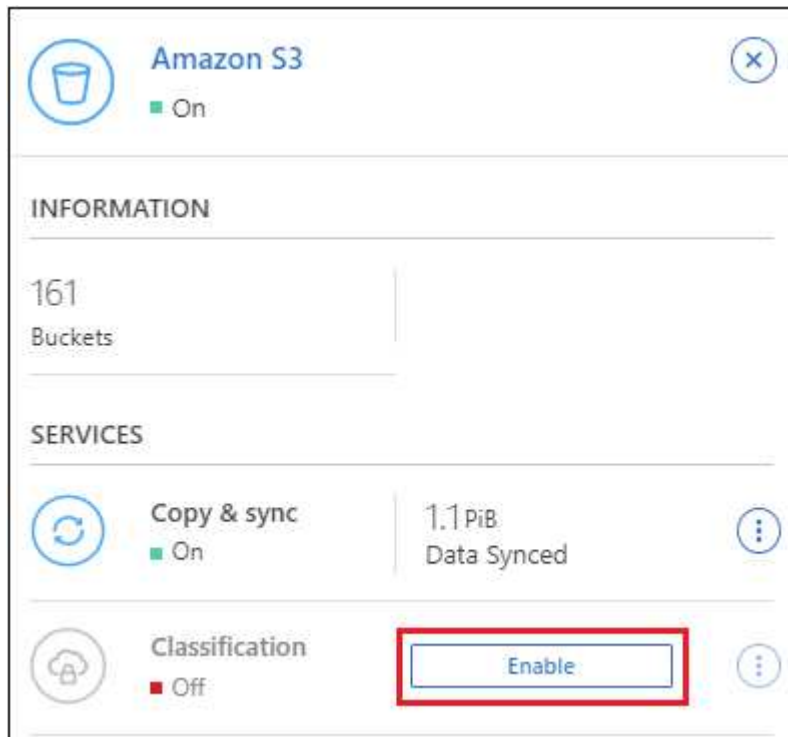 Amazon S3
On
INFORMATION
161
Buckets
SERVICES
Copy & sync
On
1.1 PiB
Data Synced
Classification
Off
Enable